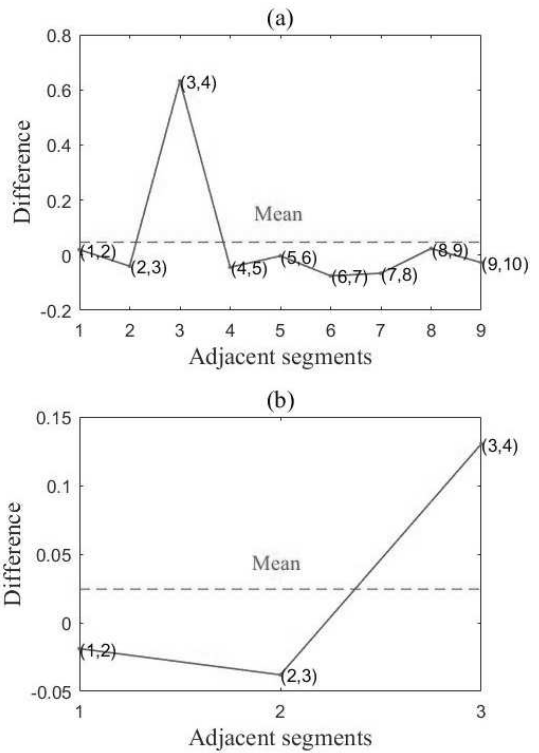 (a)
0.8
0.6
(3,4)
0.4
Difference
0.2
Mean
0
(1,2)
(2,3)
(4,5)
(5,6)
(6,7)
(7,8)
(8,9)
(9,10)
-0.2
1 2 3 4 5 6 7 8 9
Adjacent segments
(b)
0.15
(3,4)
0.1
Difference
0.05
Mean
0
(1,2)
(2,3)
-0.05
1 2 3
Adjacent segments